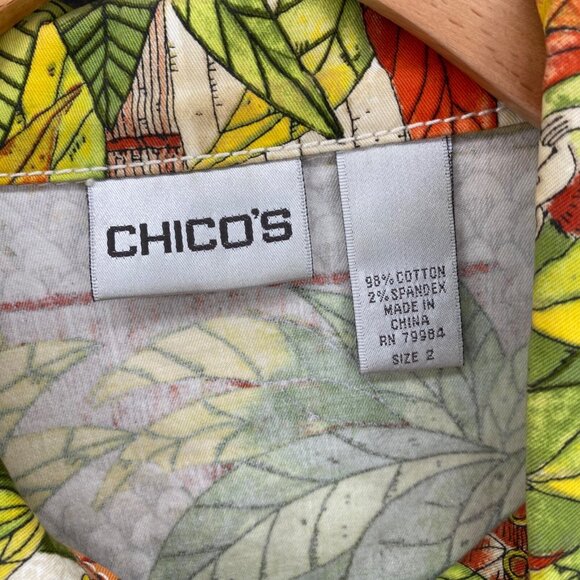 CHICO'S
98% COTTON
2% SPANDEX
MADE IN
CHINA
RN 79984
SIZE 2